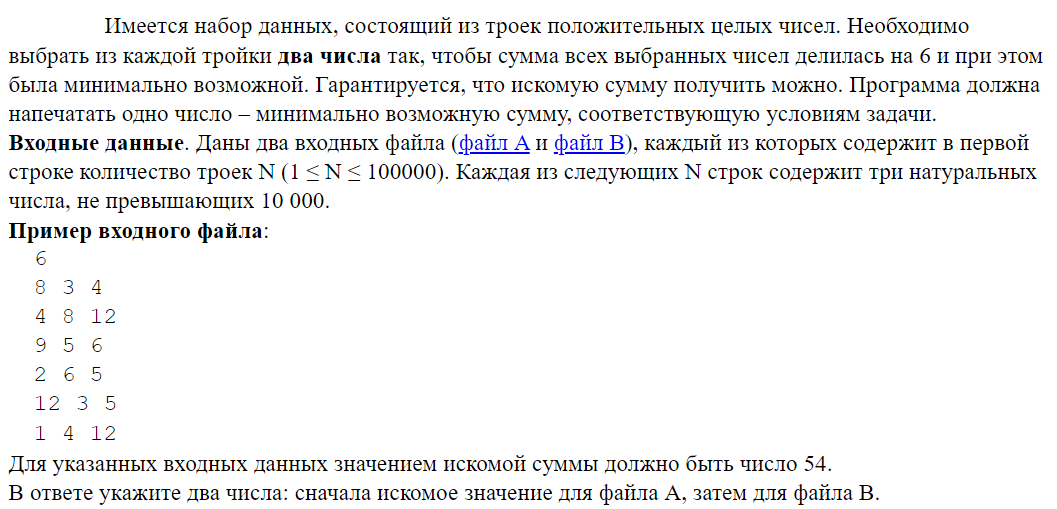 Имеется набор данных, состоящий из троек положительных целых чисел. Необходимо
выбрать из каждой тройки два числа так, чтобы сумма всех выбранных чисел делилась на 6 и при этом
была минимально возможной. Гарантируется, что искомую сумму получить можно. Программа должна
напечатать одно число – минимально возможную сумму, соответствующую условиям задачи.
Входные данные. Даны два входных файла (файл A и файл B), каждый из которых содержит в первой
строке количество троек N (1 ≤ N ≤ 100000). Каждая из следующих N строк содержит три натуральных
числа, не превышающих 10 000.
Пример входного файла:
6
8 3 4
4 8 12
9 5 6
2 6 5
12 3 5
1 4 12
Для указанных входных данных значением искомой суммы должно быть число 54.
В ответе укажите два числа: сначала искомое значение для файла A, затем для файла B.